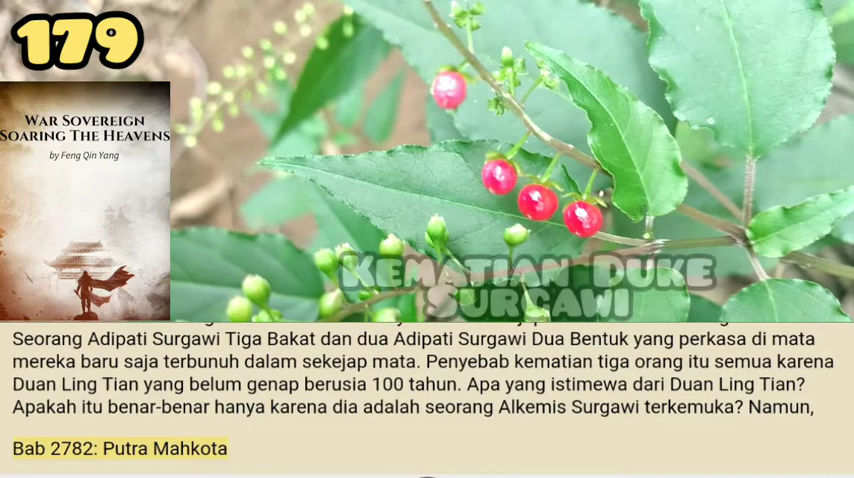 179
WAR SOVEREIGN
SOARING THE HEAVENS
by Feng Qin Yang
KEMATIAN DUKE
SURGAWI
Seorang Adipati Surgawi Tiga Bakat dan dua Adipati Surgawi Dua Bentuk yang perkasa di mata
mereka baru saja terbunuh dalam sekejap mata. Penyebab kematian tiga orang itu semua karena
Duan Ling Tian yang belum genap berusia 100 tahun. Apa yang istimewa dari Duan Ling Tian?
Apakah itu benar-benar hanya karena dia adalah seorang Alkemis Surgawi terkemuka? Namun,
Bab 2782: Putra Mahkota